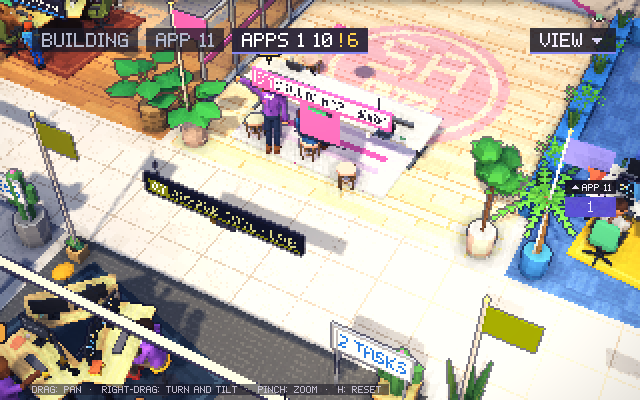 BUILDING
APP 11
APPS 1 10 !6
VIEW
SH
APP 11
1
2 TASKS
DRAG: PAN · RIGHT-DRAG: TURN AND TILT · PINCH: ZOOM · H: RESET